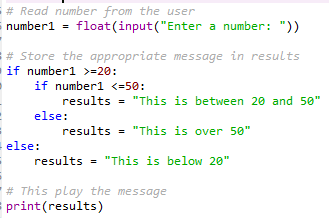 # Read number from the user
number1 = float(input("Enter a number: "))
# Store the appropriate message in results
if number1 >=20:
if number1 <=50:
results = "This is between 20 and 50"
else:
results = "This is over 50"
else:
results = "This is below 20"
# This play the message
print(results)